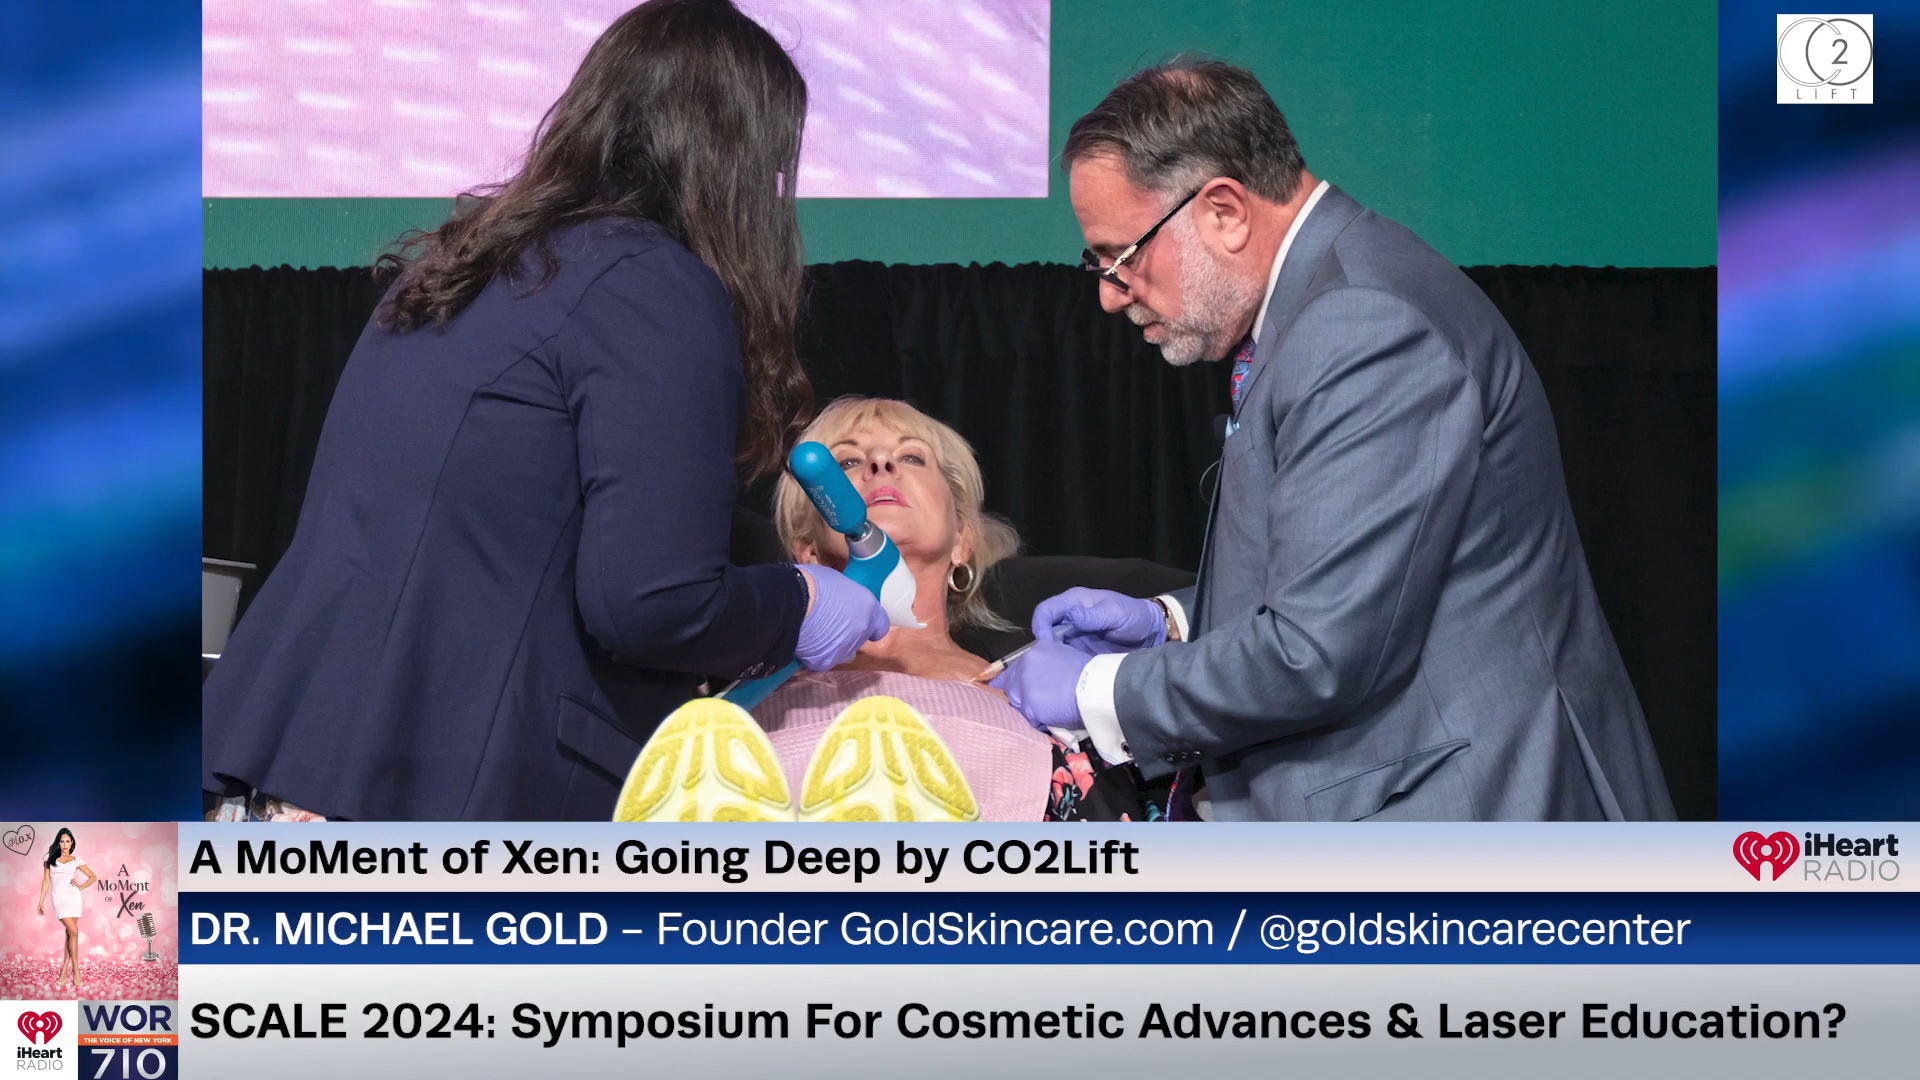 CO2
LIFT
A MoMent of Xen: Going Deep by CO2Lift
iHeart
RADIO
DR. MICHAEL GOLD – Founder GoldSkincare.com / @goldskincarecenter
SCALE 2024: Symposium For Cosmetic Advances & Laser Education?
M.O.X
A
MoMent
OF
Xen
iHeart
RADIO
WOR
THE VOICE OF NEW YORK
710